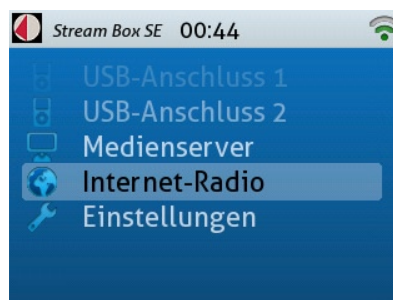 Stream Box SE 00:44
USB-Anschluss 1
USB-Anschluss 2
Medienserver
Internet-Radio
Einstellungen